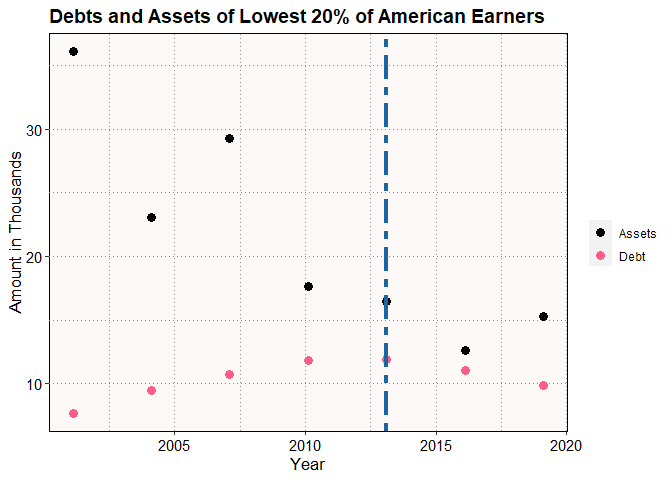 Debts and Assets of Lowest 20% of American Earners
Amount in Thousands
30
20
10
2005 2010 2015 2020
Year
Assets
Debt